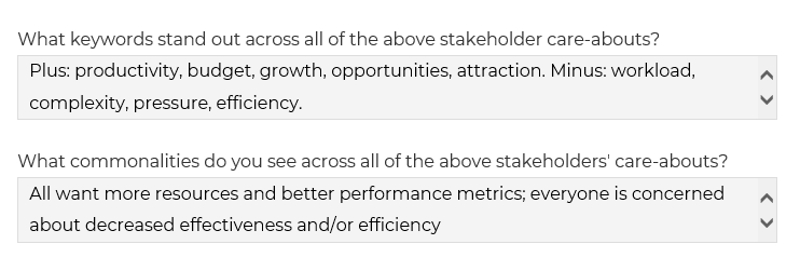 What keywords stand out across all of the above stakeholder care-abouts?
Plus: productivity, budget, growth, opportunities, attraction. Minus: workload,
complexity, pressure, efficiency.
What commonalities do you see across all of the above stakeholders' care-abouts?
All want more resources and better performance metrics; everyone is concerned
about decreased effectiveness and/or efficiency